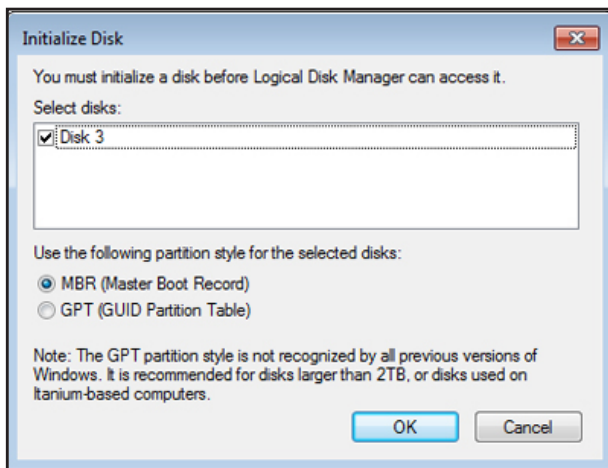 Initialize Disk
You must initialize a disk before Logical Disk Manager can access it.
Select disks:
Disk 3
Use the following partition style for the selected disks:
MBR (Master Boot Record)
GPT (GUID Partition Table)
Note: The GPT partition style is not recognized by all previous versions of
Windows. It is recommended for disks larger than 2TB, or disks used on
Itanium-based computers.
OK Cancel